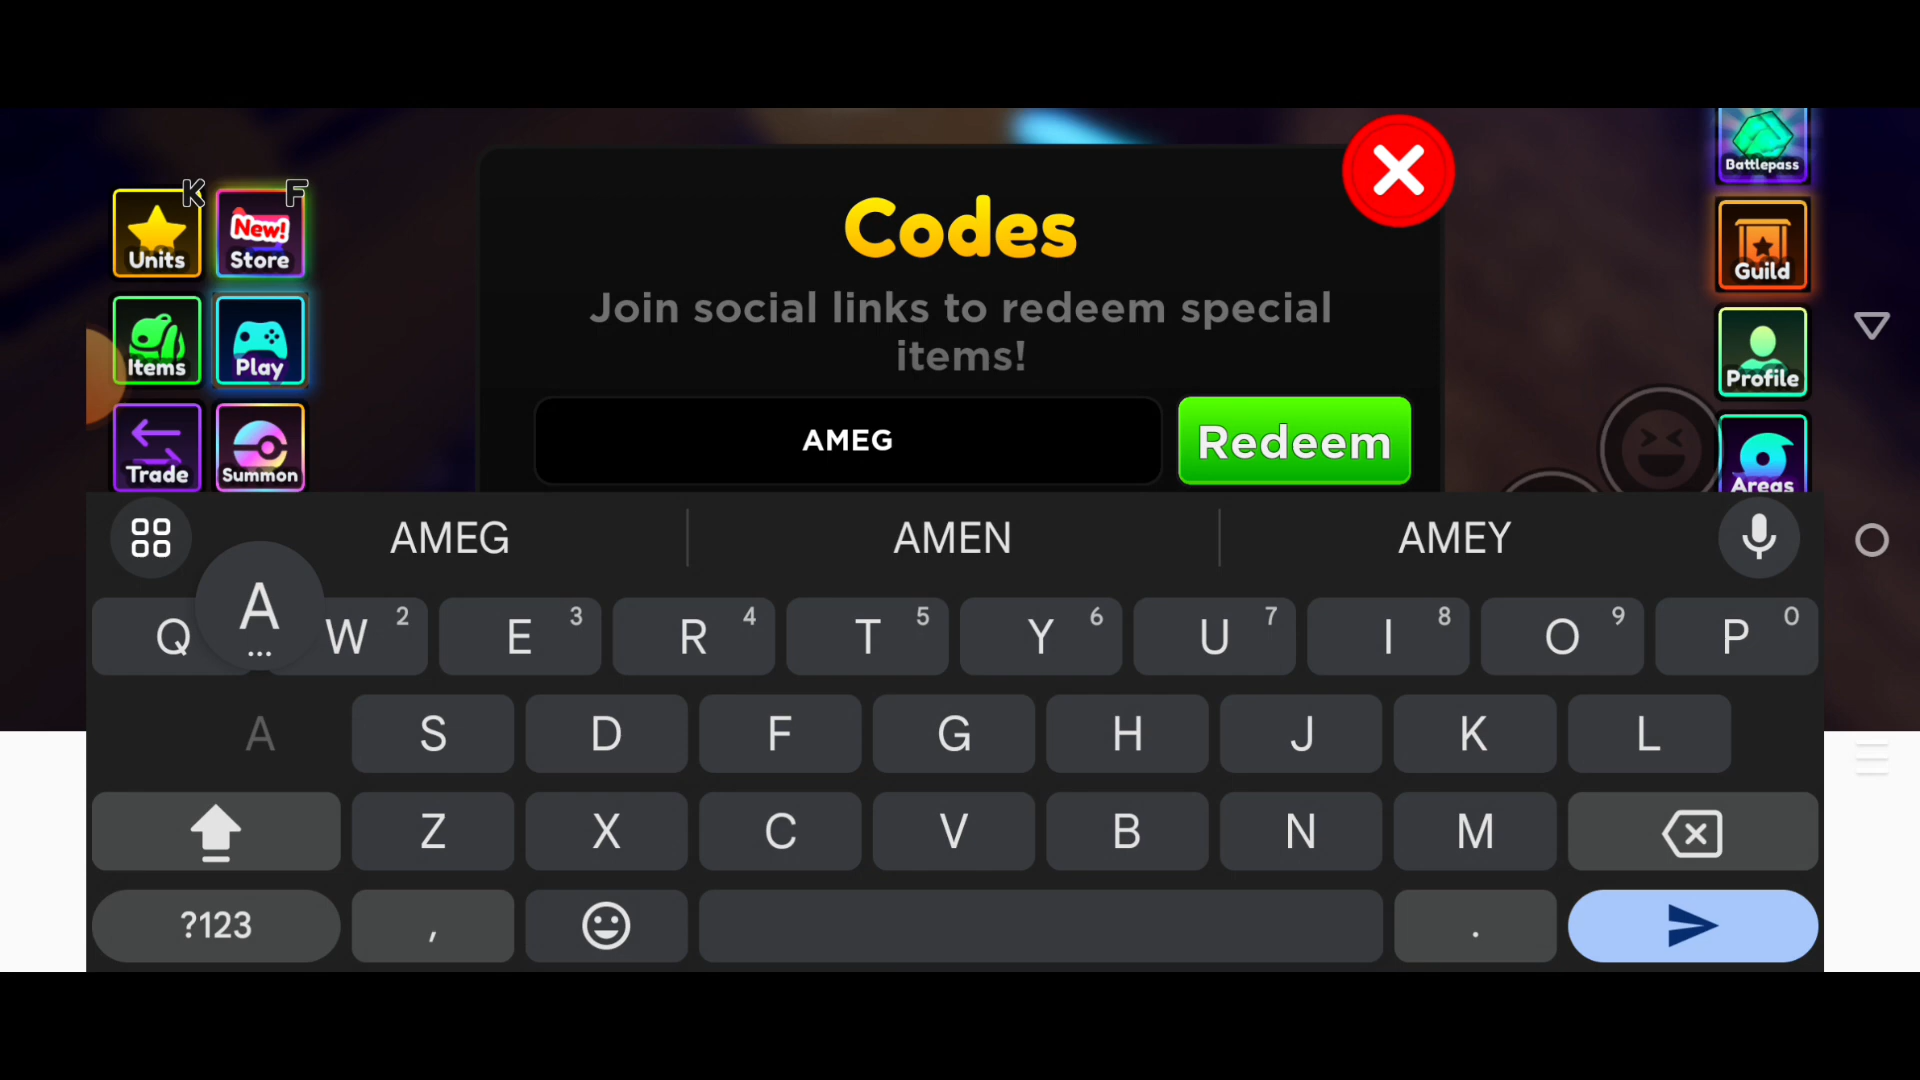 K
F
Units
New!
Store
Items
Play
Trade
Summon
Codes
Join social links to redeem special
items!
AMEG
Redeem
Battlepass
Guild
Profile
Areas
AMEG
AMEN
AMEY
A
...
Q
W 2
E 3
R 4
T 5
Y 6
U 7
I 8
O 9
P 0
A
S
D
F
G
H
J
K
L
Z
X
C
V
B
N
M
?123
,
.